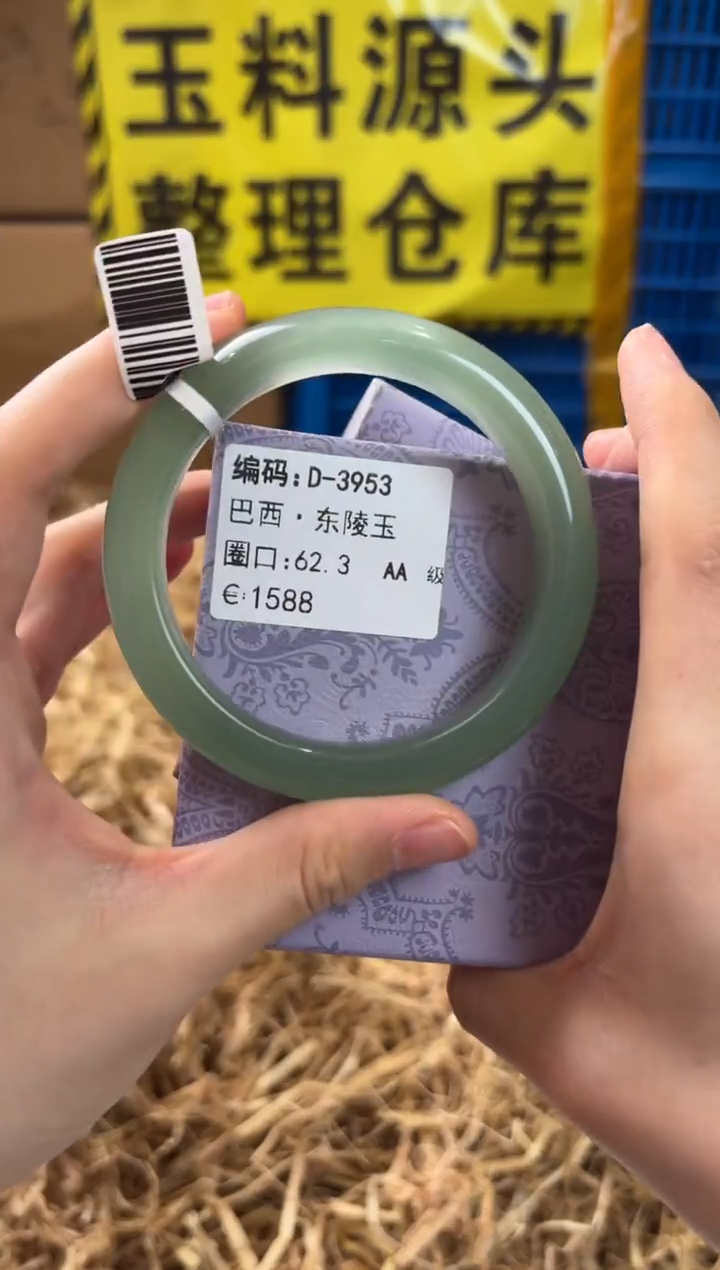 玉料源头
整理仓库
编码:D-3953
巴西·东陵玉
圈口:62.3 AA 级
€:1588